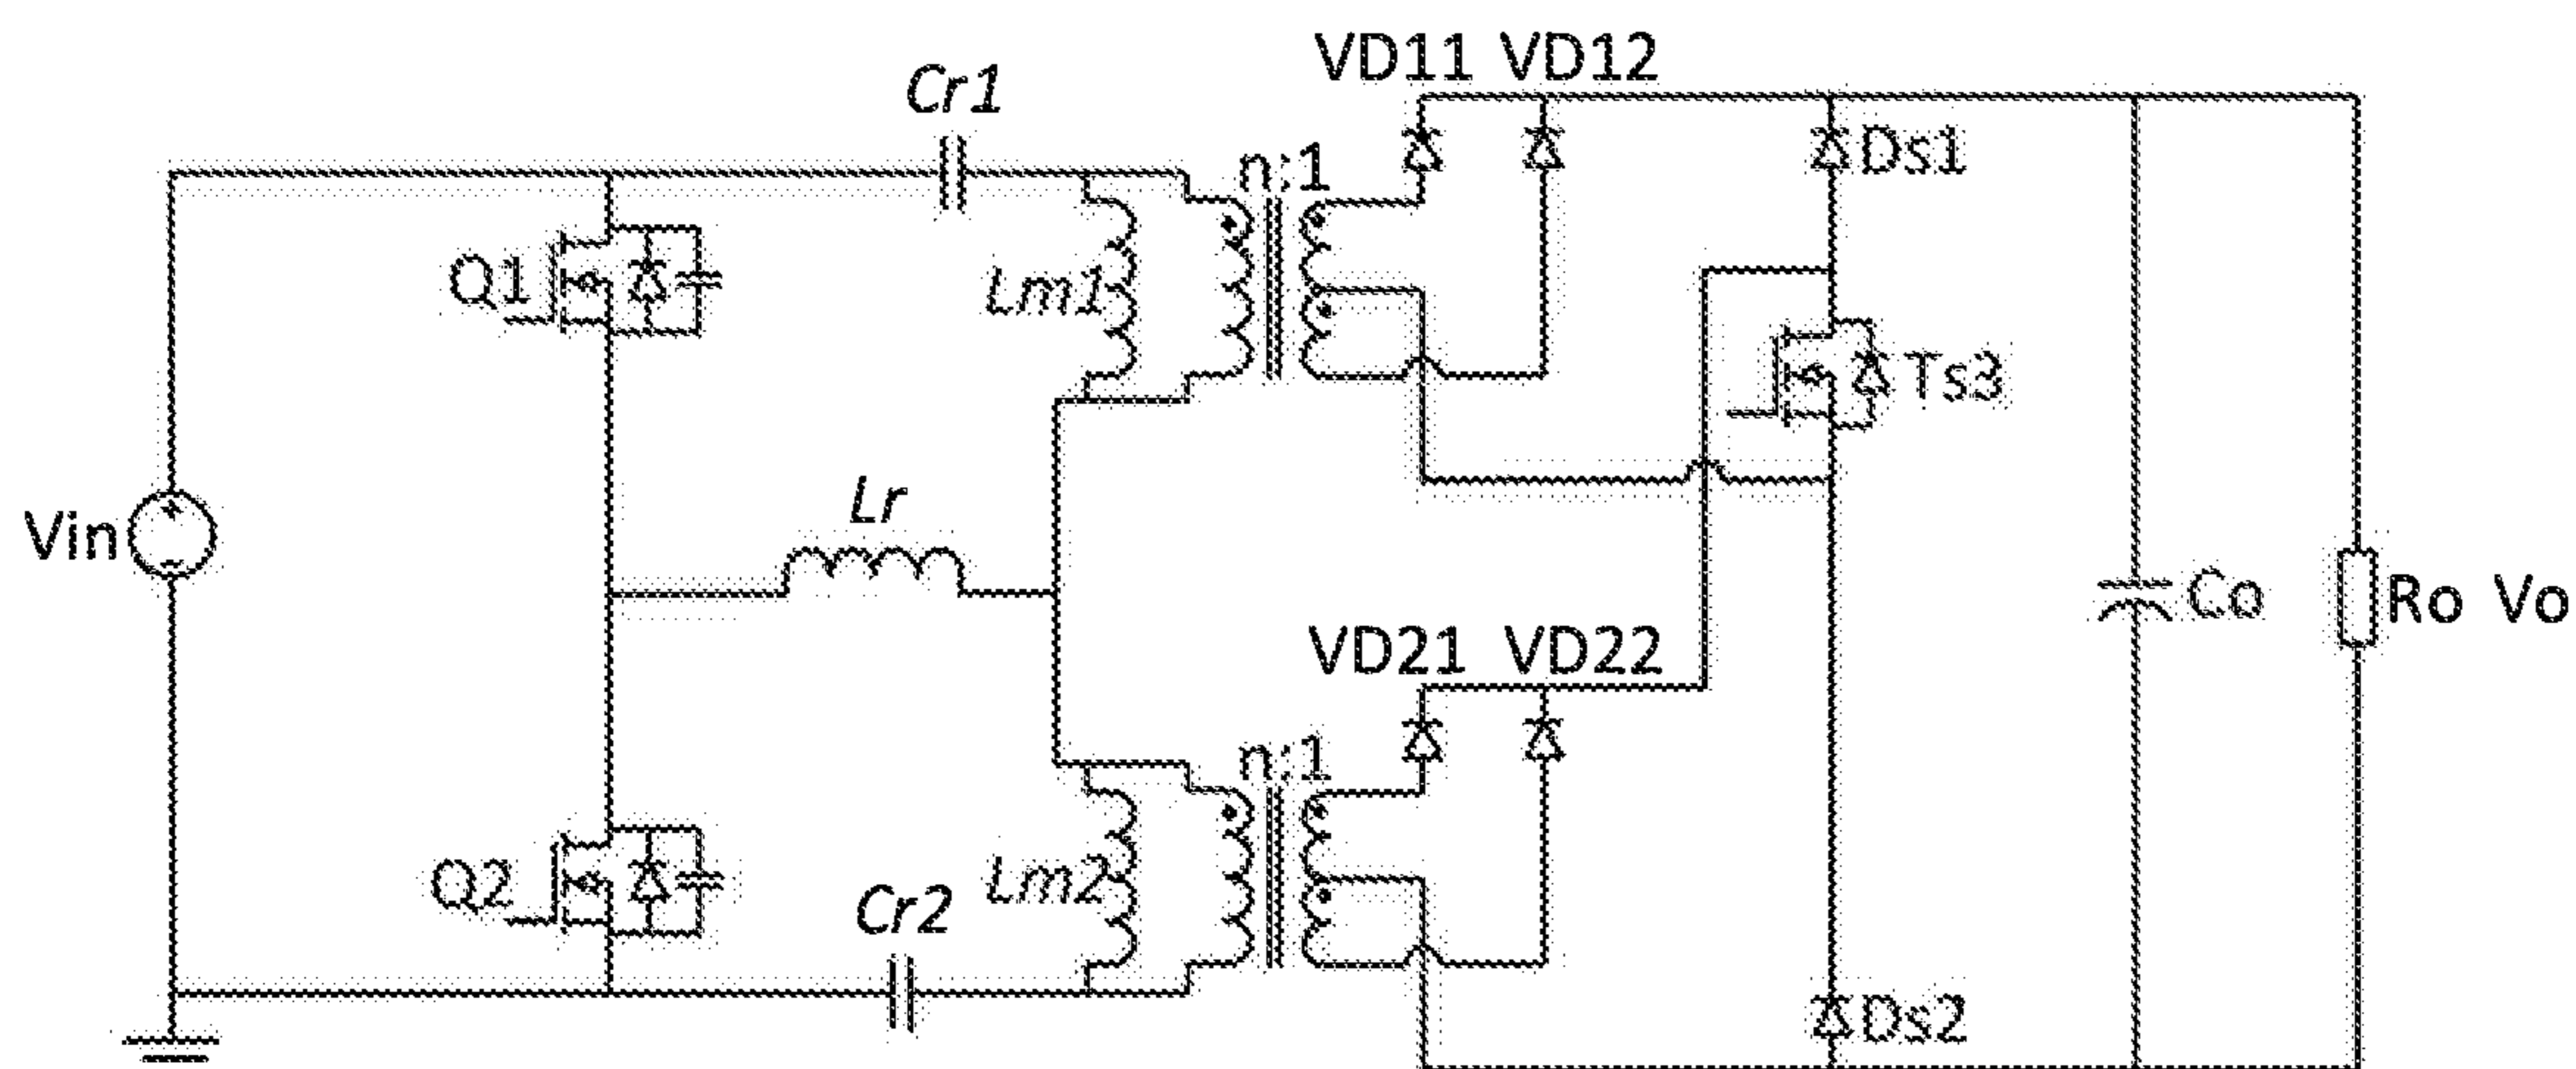 VD11 VD12
Cr1
n:1
Ds1
Q1
Lm1
Ts3
Lr
Vin
Co
Ro Vo
VD21 VD22
n:1
Q2
Lm2
Cr2
Ds2